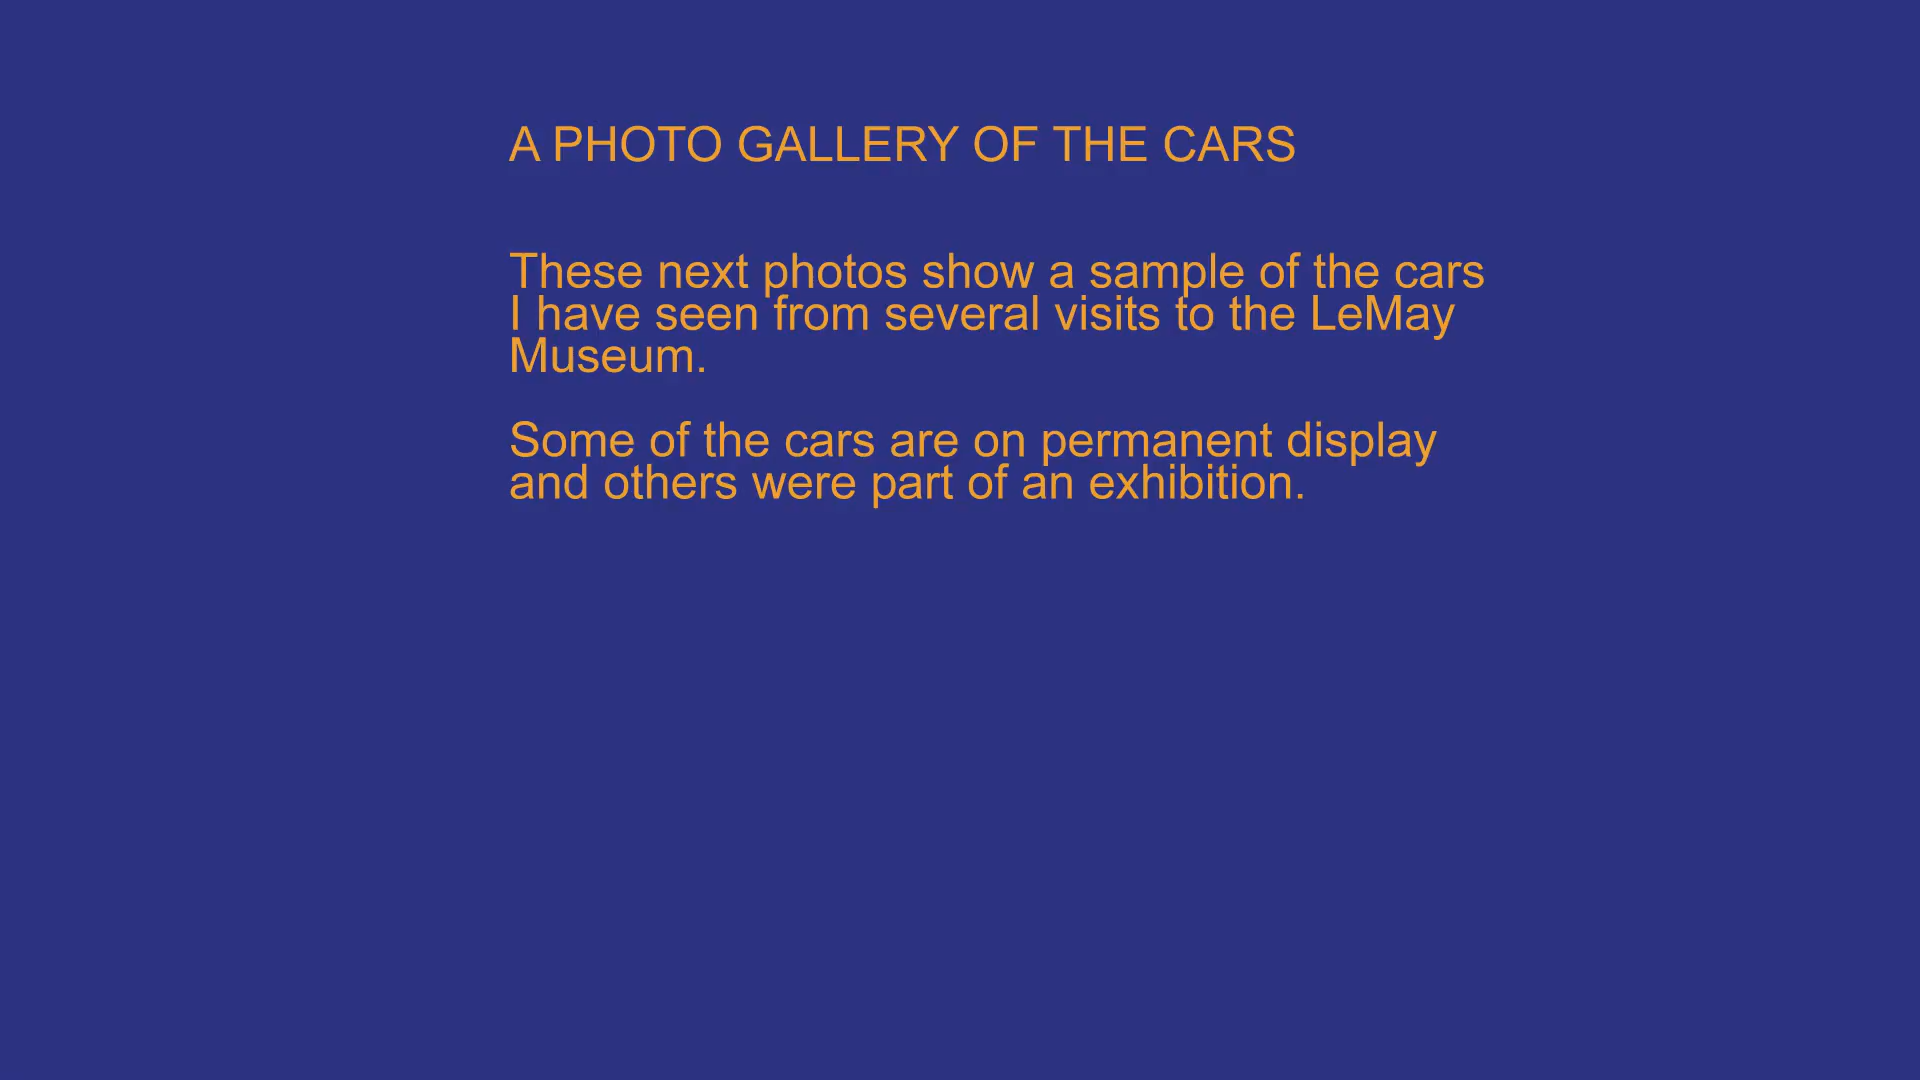 A PHOTO GALLERY OF THE CARS
These next photos show a sample of the cars
I have seen from several visits to the LeMay
Museum.
Some of the cars are on permanent display
and others were part of an exhibition.